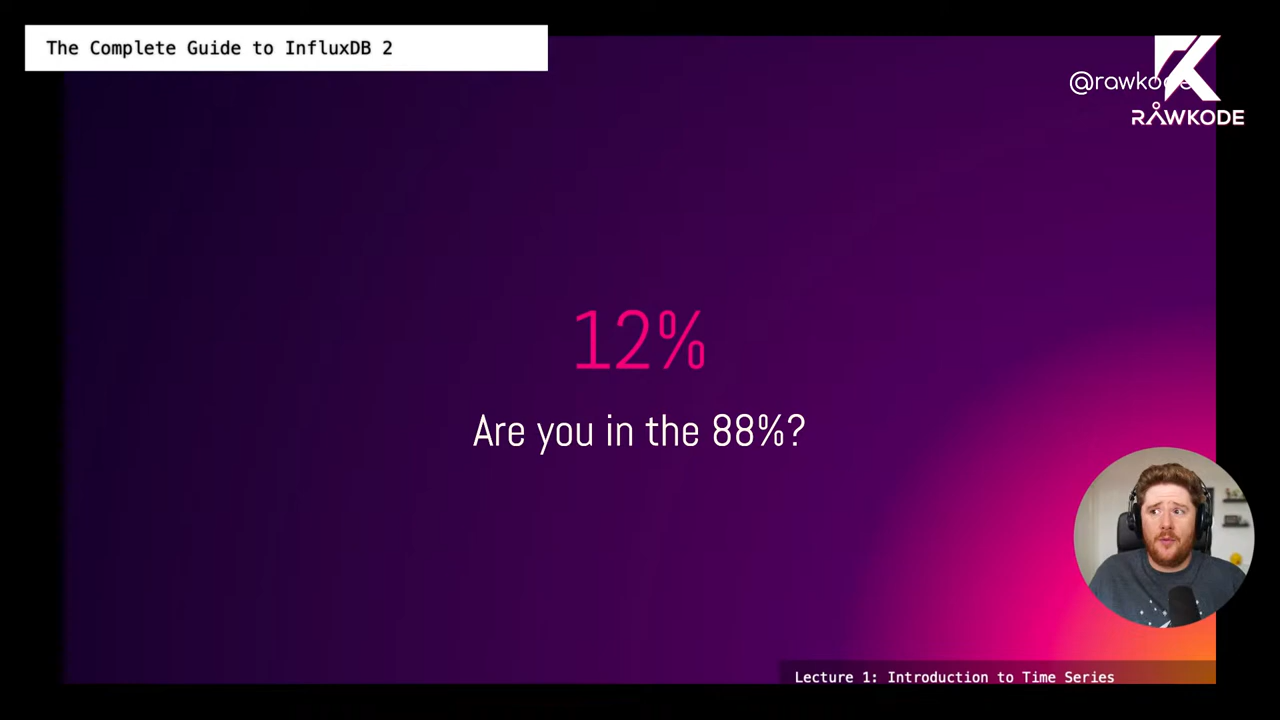 The Complete Guide to InfluxDB 2
@rawkode
RAWKODE
12%
Are you in the 88%?
Lecture 1: Introduction to Time Series